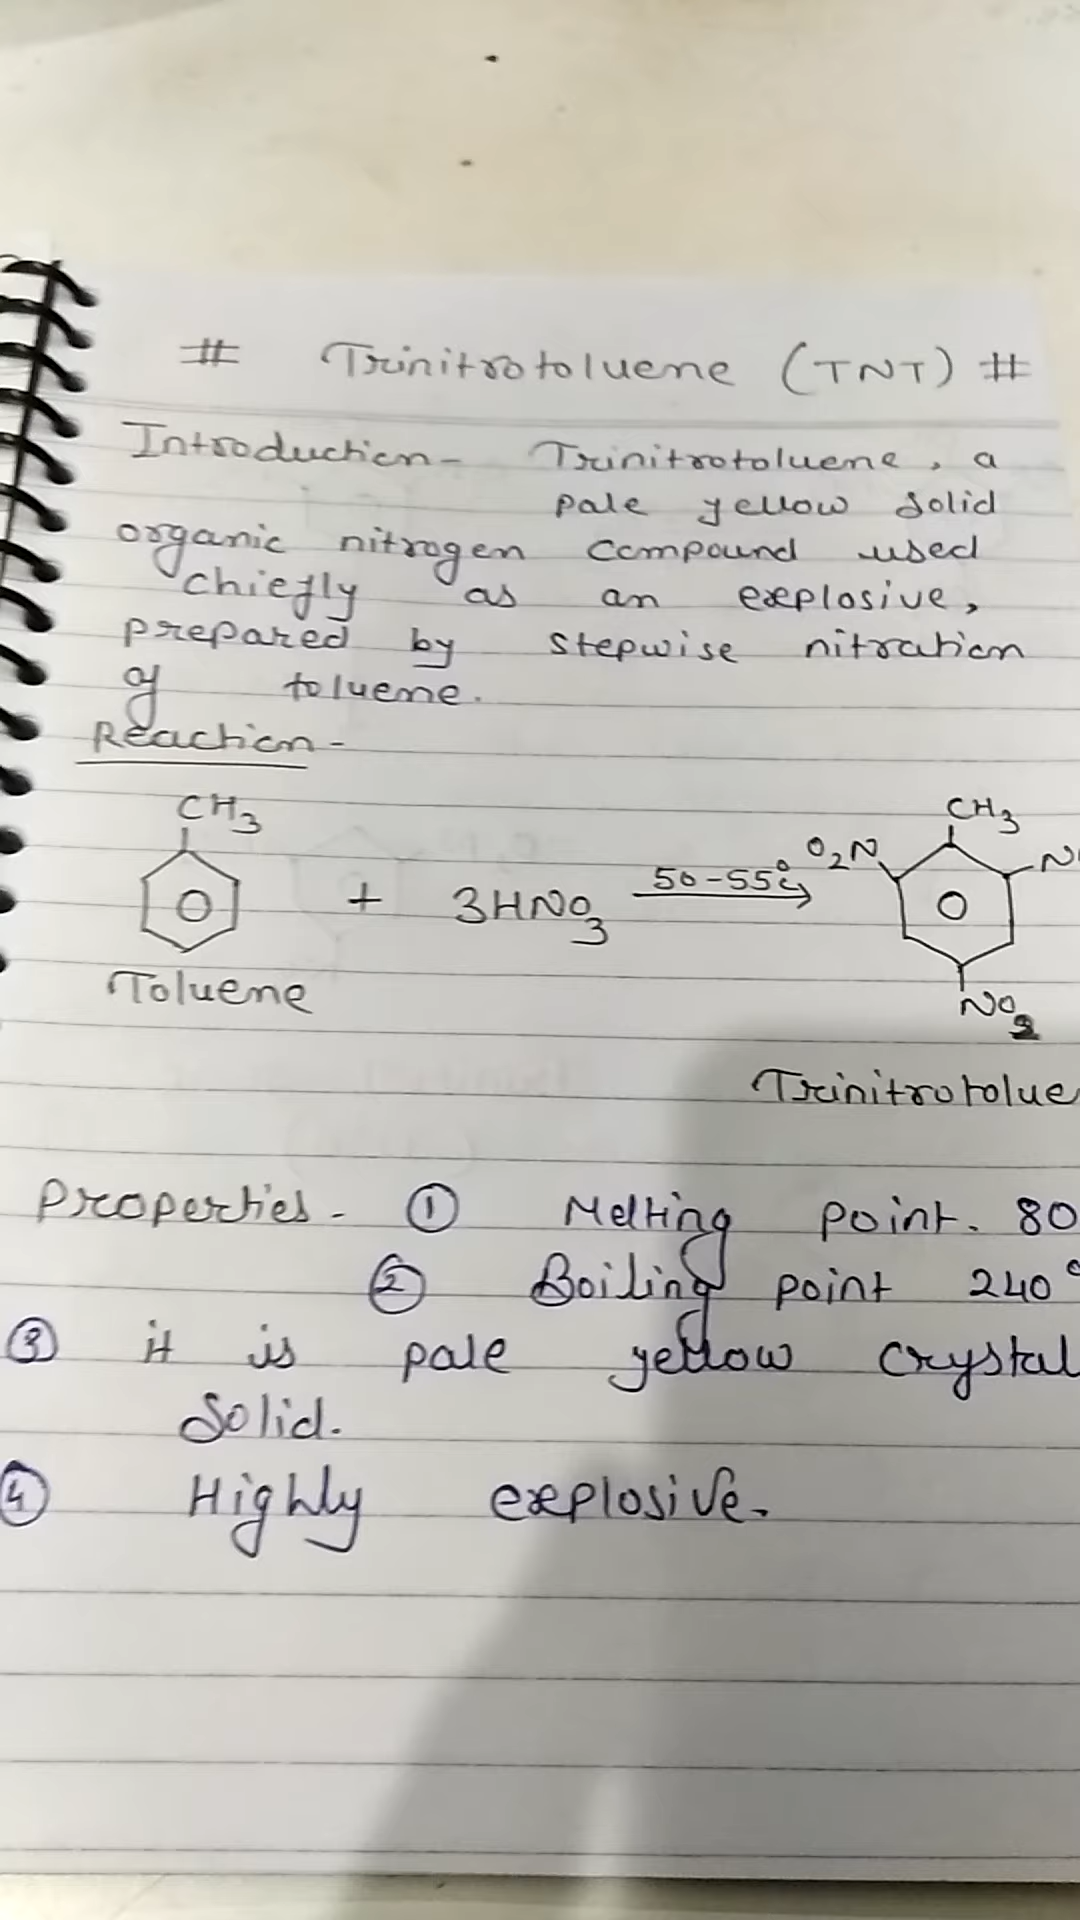 # Trinitrotoluene (TNT) #
Introduction - Trinitrotoluene, a
pale yellow solid
organic nitrogen compound used
chiefly as an explosive,
prepared by stepwise nitration
of toluene.
Reaction -
CH3 CH3
O2N N
+ 3HNO3 50-55°C
NO2
Toluene
Trinitrotolue
Properties - ① Melting point. 80
② Boiling point 240°
③ it is pale yellow crystal
Solid.
④ Highly explosive.